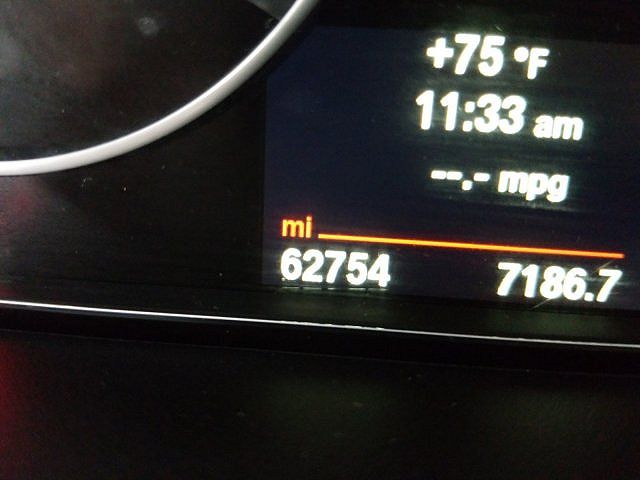 +75 °F
11:33 am
--.- mpg
mi
62754 7186.7